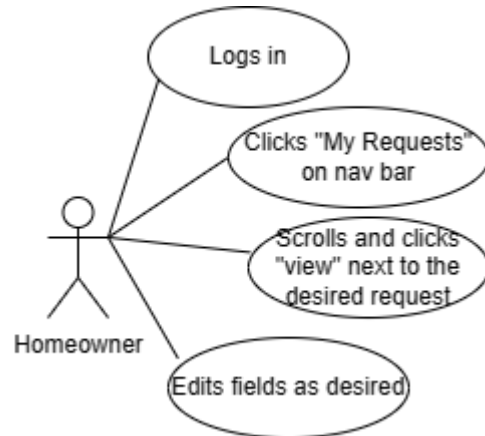 Logs in
Clicks "My Requests"
on nav bar
Scrolls and clicks
"view" next to the
desired request
Homeowner
Edits fields as desired